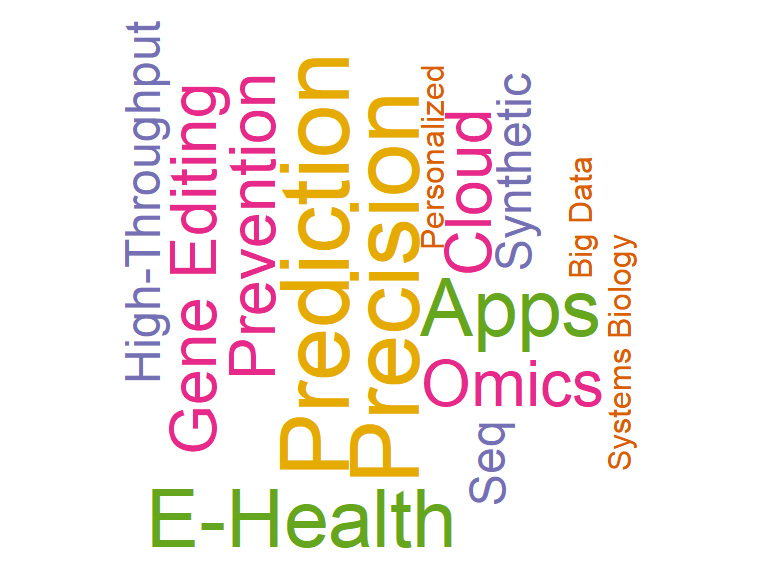 High-Throughput
Gene Editing
Prevention
Prediction
Precision
Personalized
Cloud
Synthetic
Big Data
Systems Biology
Apps
Omics
Seq
E-Health